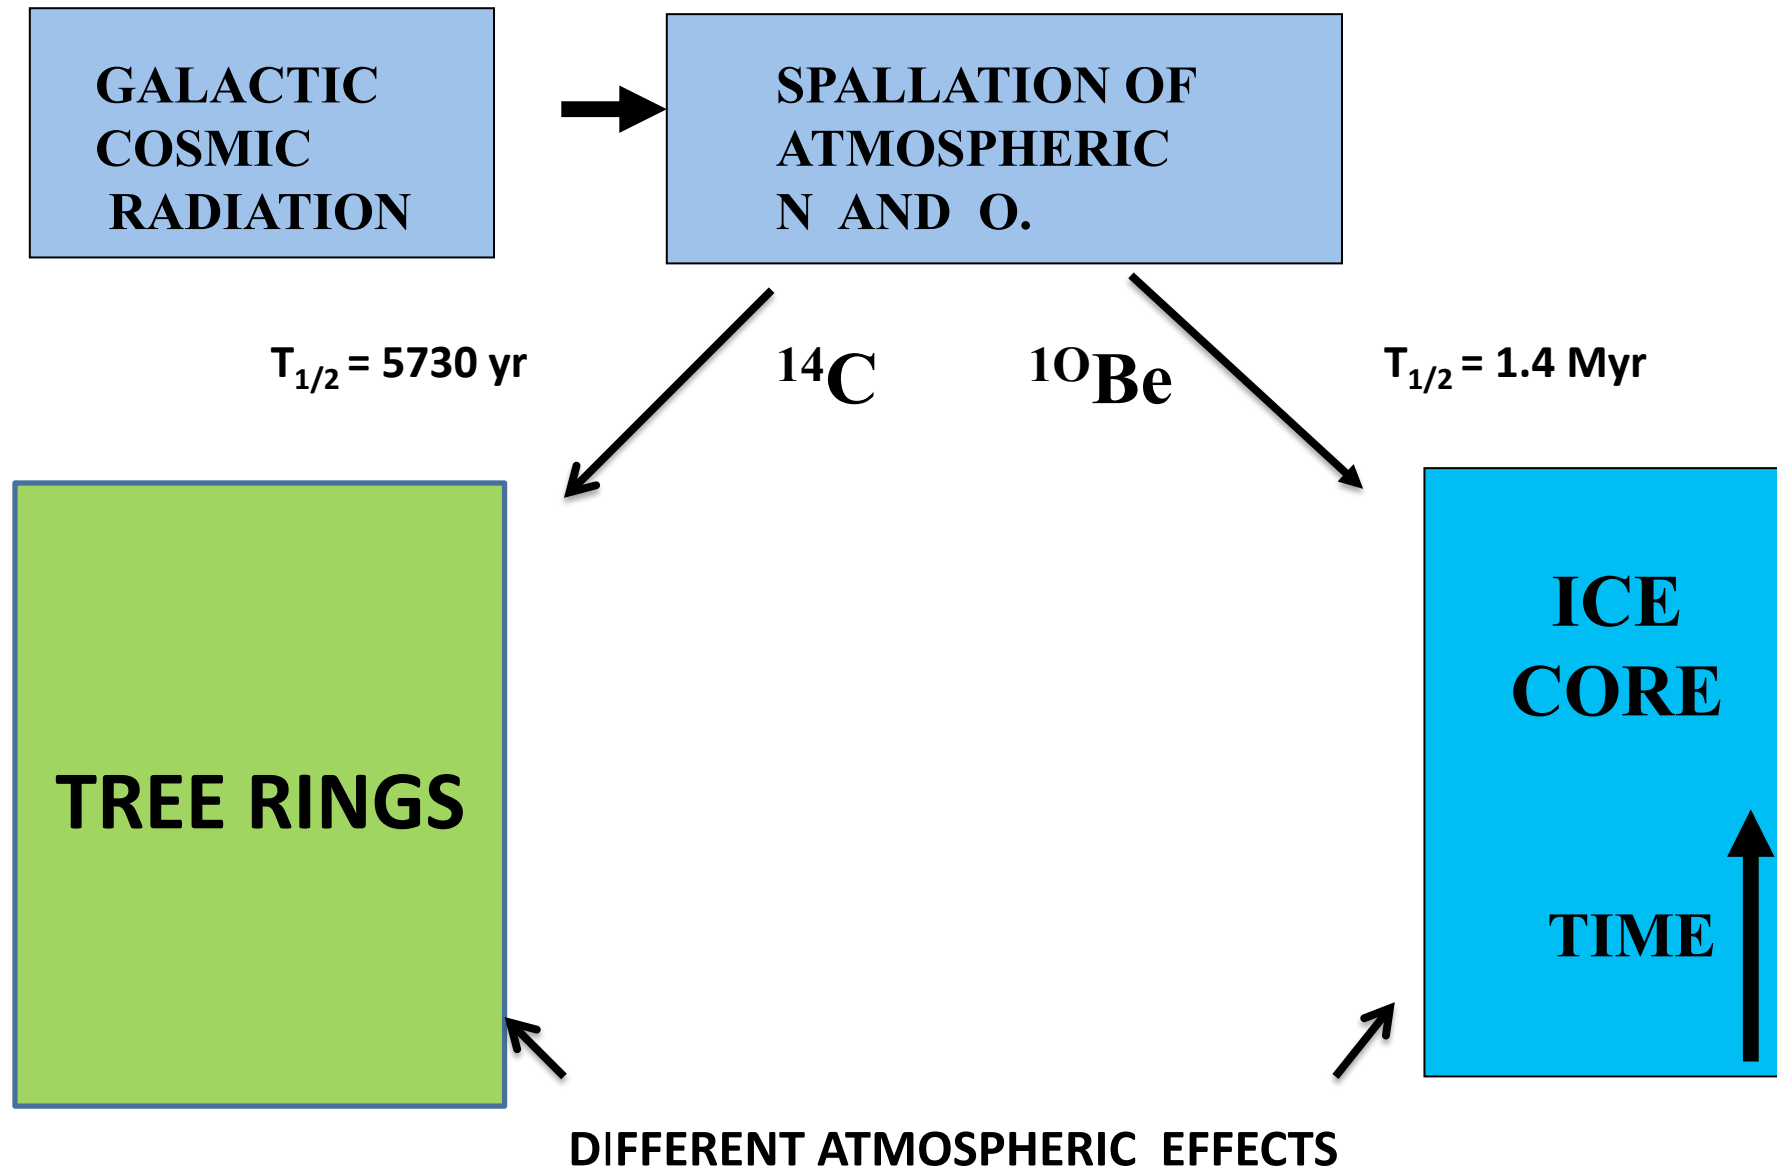 GALACTIC
COSMIC
RADIATION
SPALLATION OF
ATMOSPHERIC
N AND O.
T1/2 = 5730 yr
14C
1OBe
T1/2 = 1.4 Myr
TREE RINGS
ICE
CORE
TIME
DIFFERENT ATMOSPHERIC EFFECTS